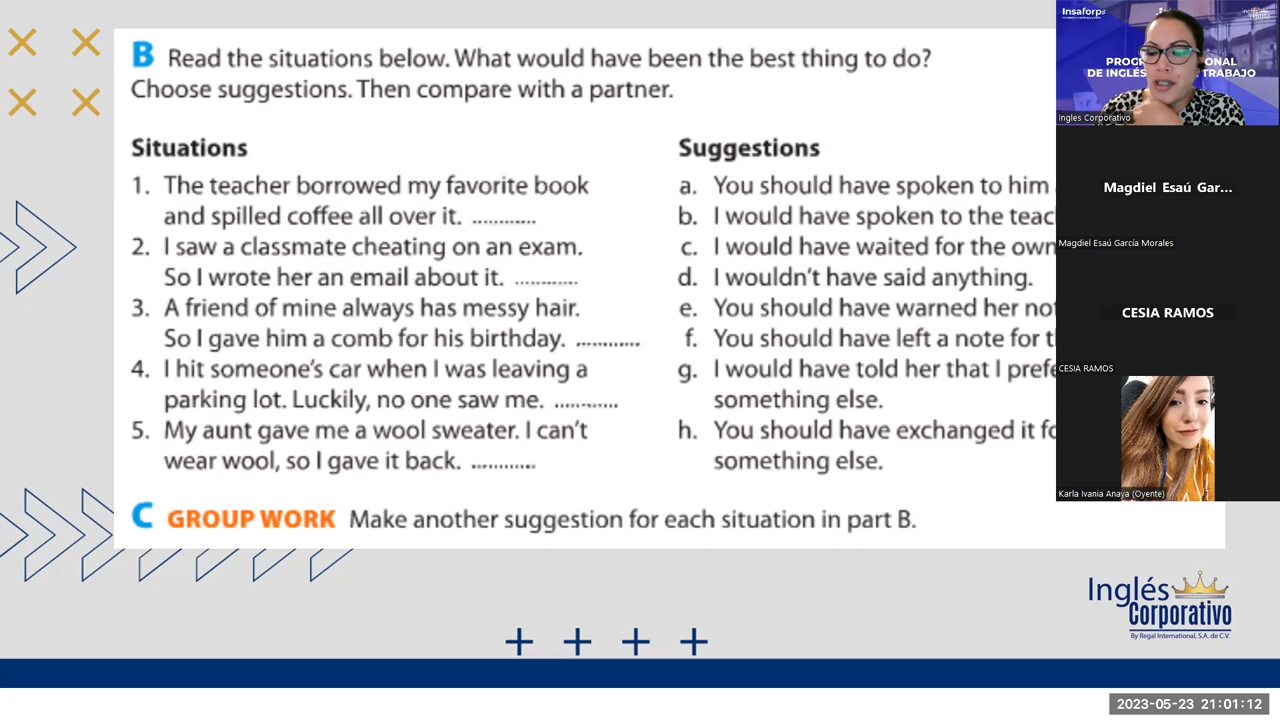 B Read the situations below. What would have been the best thing to do?
Choose suggestions. Then compare with a partner.
Situations
1. The teacher borrowed my favorite book
and spilled coffee all over it. ............
2. I saw a classmate cheating on an exam.
So I wrote her an email about it. ............
3. A friend of mine always has messy hair.
So I gave him a comb for his birthday. ............
4. I hit someone's car when I was leaving a
parking lot. Luckily, no one saw me. ............
5. My aunt gave me a wool sweater. I can't
wear wool, so I gave it back. ............
Suggestions
a. You should have spoken to him
b. I would have spoken to the
c. I would have waited for the
d. I wouldn't have said anything.
e. You should have warned her
f. You should have left a note for
g. I would have told her that I
something else.
h. You should have exchanged it
something else.
C GROUP WORK Make another suggestion for each situation in part B.
Inglés
Corporativo
By Regal International, S.A. de C.V.
Insaforp
DE INGLÉS TRABAJO
Ingles Corporativo
Magdiel Esaú Gar...
Magdiel Esaú García Morales
CESIA RAMOS
CESIA RAMOS
Karla Ivania Anaya (Oyente)
2023-05-23 21:01:12